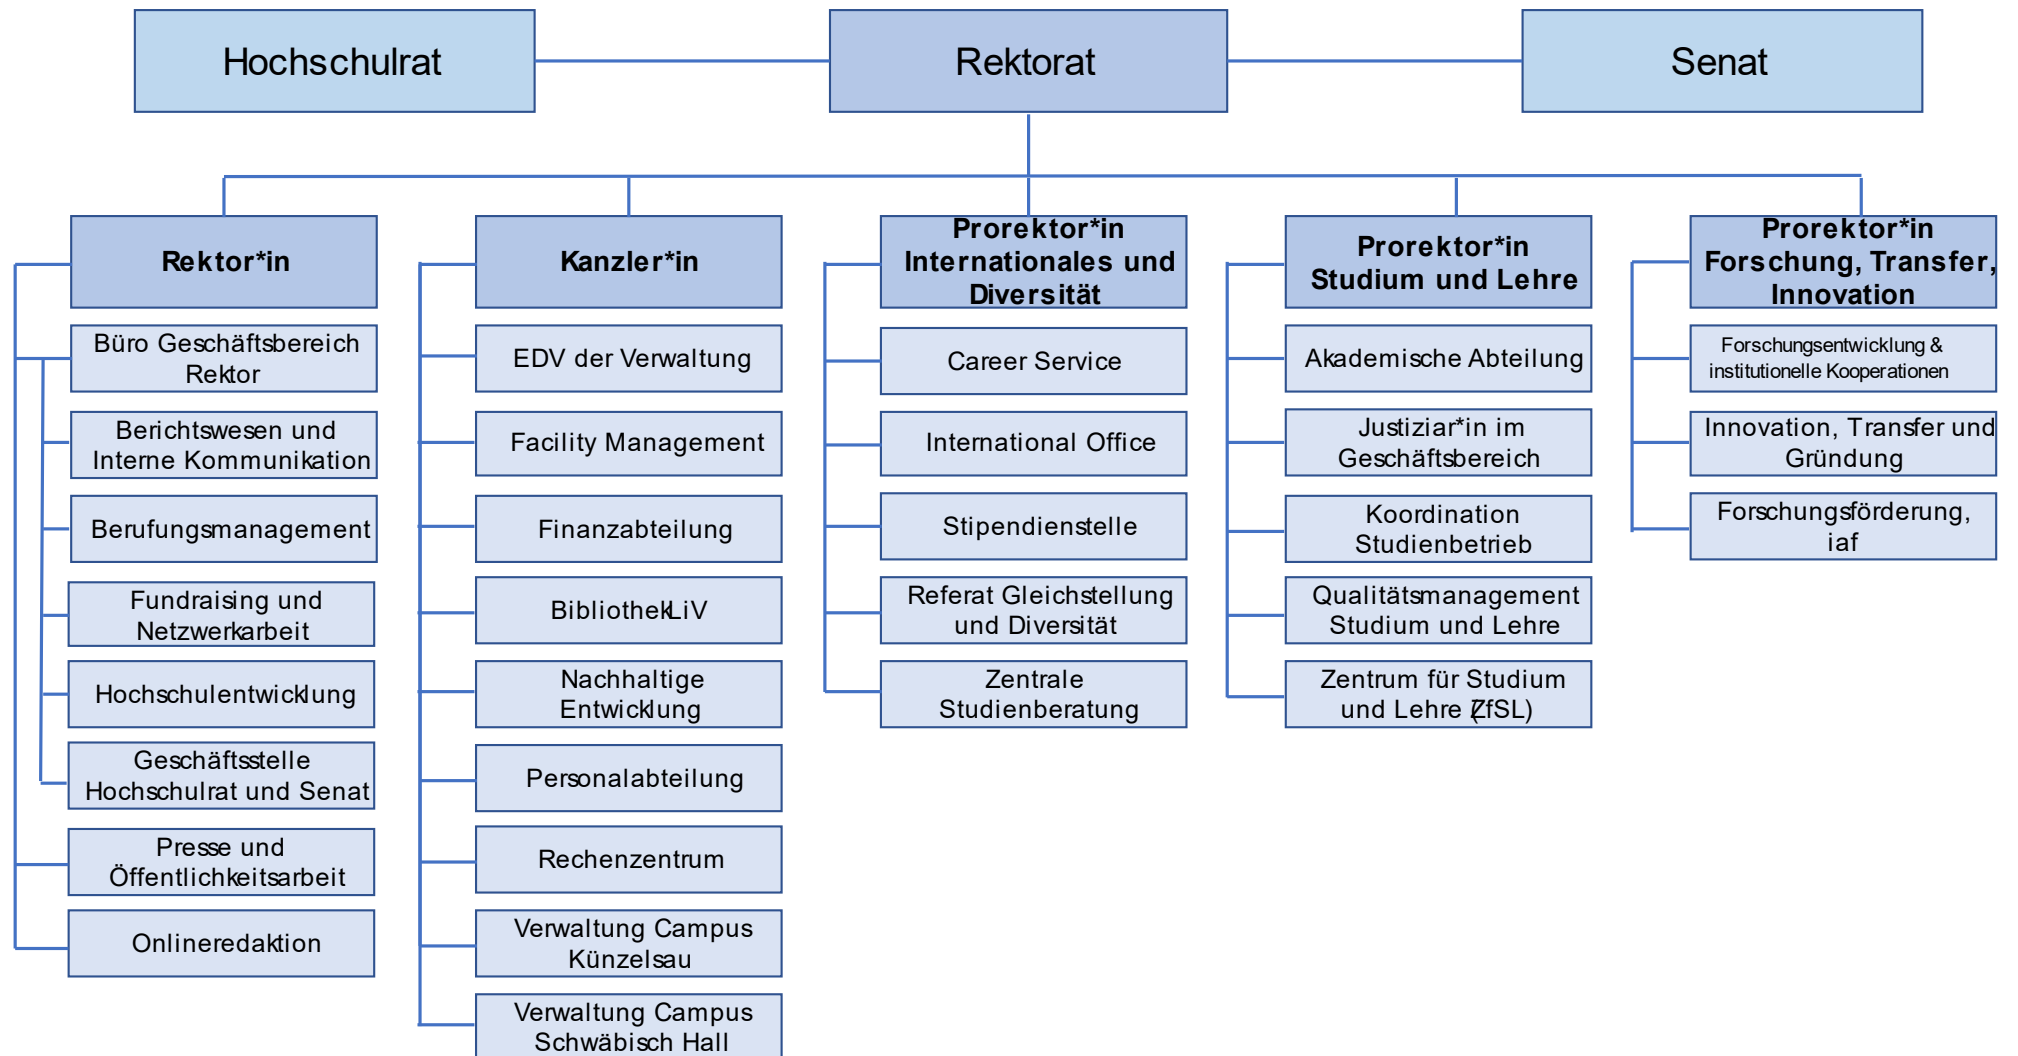 Hochschulrat
Rektorat
Senat
Rektor*in
Büro Geschäftsbereich
Rektor
Berichtswesen und
Interne Kommunikation
Berufungsmanagement
Fundraising und
Netzwerkarbeit
Hochschulentwicklung
Geschäftsstelle
Hochschulrat und Senat
Presse und
Öffentlichkeitsarbeit
Onlineredaktion
Kanzler*in
EDV der Verwaltung
Facility Management
Finanzabteilung
Bibliothek LiV
Nachhaltige
Entwicklung
Personalabteilung
Rechenzentrum
Verwaltung Campus
Künzelsau
Verwaltung Campus
Schwäbisch Hall
Prorektor*in
Internationales und
Diversität
Career Service
International Office
Stipendienstelle
Referat Gleichstellung
und Diversität
Zentrale
Studienberatung
Prorektor*in
Studium und Lehre
Akademische Abteilung
Justiziar*in im
Geschäftsbereich
Koordination
Studienbetrieb
Qualitätsmanagement
Studium und Lehre
Zentrum für Studium
und Lehre (ZfSL)
Prorektor*in
Forschung, Transfer,
Innovation
Forschungsentwicklung &
institutionelle Kooperationen
Innovation, Transfer und
Gründung
Forschungsförderung,
iaf